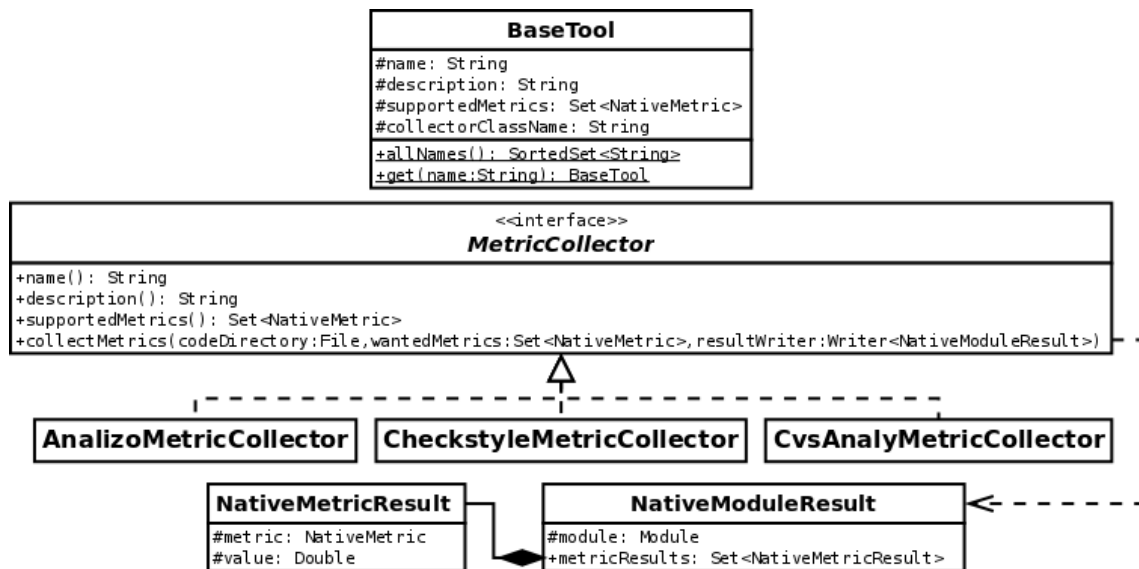 BaseTool
#name: String
#description: String
#supportedMetrics: Set<NativeMetric>
#collectorClassName: String
+allNames(): SortedSet<String>
+get(name:String): BaseTool
<<interface>>
MetricCollector
+name(): String
+description(): String
+supportedMetrics(): Set<NativeMetric>
+collectMetrics(codeDirectory:File,wantedMetrics:Set<NativeMetric>,resultWriter:Writer<NativeModuleResult>)
AnalizoMetricCollector
CheckstyleMetricCollector
CvsAnalyMetricCollector
NativeMetricResult
#metric: NativeMetric
#value: Double
NativeModuleResult
#module: Module
+metricResults: Set<NativeMetricResult>